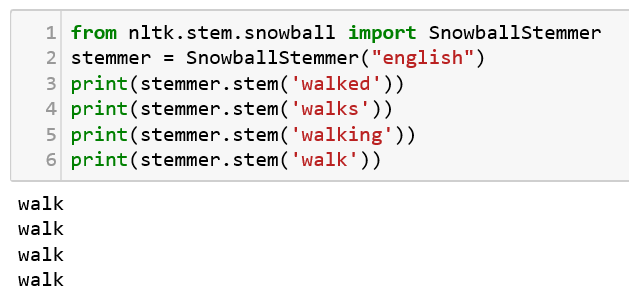 1 from nltk.stem.snowball import SnowballStemmer
2 stemmer = SnowballStemmer("english")
3 print(stemmer.stem('walked'))
4 print(stemmer.stem('walks'))
5 print(stemmer.stem('walking'))
6 print(stemmer.stem('walk'))
walk
walk
walk
walk